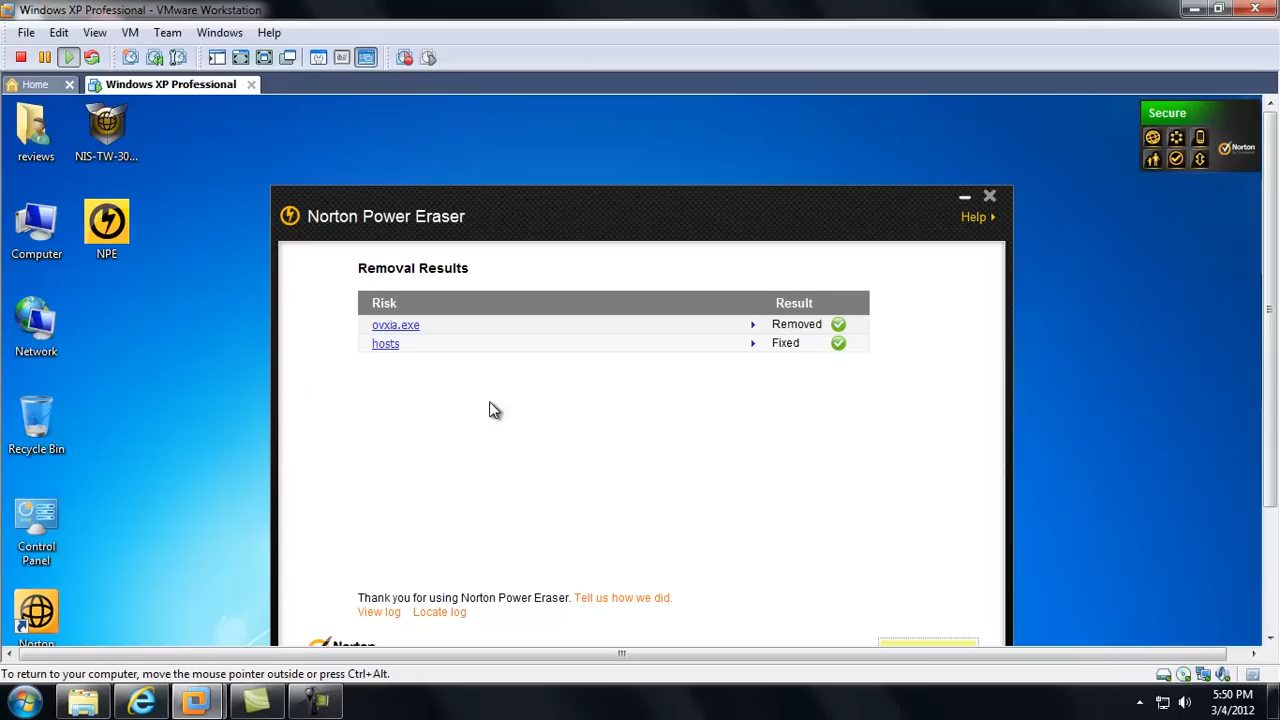 Windows XP Professional - VMware Workstation
File Edit View VM Team Windows Help
Home Windows XP Professional
reviews
NIS-TW-30...
Secure
Norton
Computer
NPE
Norton Power Eraser
Help
Removal Results
Risk Result
ovxia.exe Removed
hosts Fixed
Network
Recycle Bin
Control
Panel
Thank you for using Norton Power Eraser. Tell us how we did.
View log Locate log
Norton
Norton
To return to your computer, move the mouse pointer outside or press Ctrl+Alt.
5:50 PM
3/4/2012